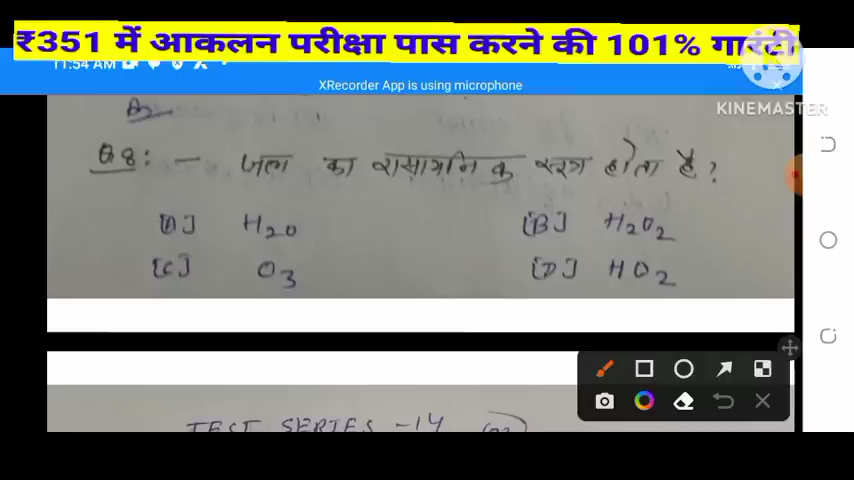 ₹351 में आकलन परीक्षा पास करने की 101% गारंटी
11:54 AM
XRecorder App is using microphone
KINEMASTER
Q8: — जल का रासायनिक सूत्र होता है?
[A] H2O [B] H2O2
[C] O3 [D] HO2
TEST SERIES -14